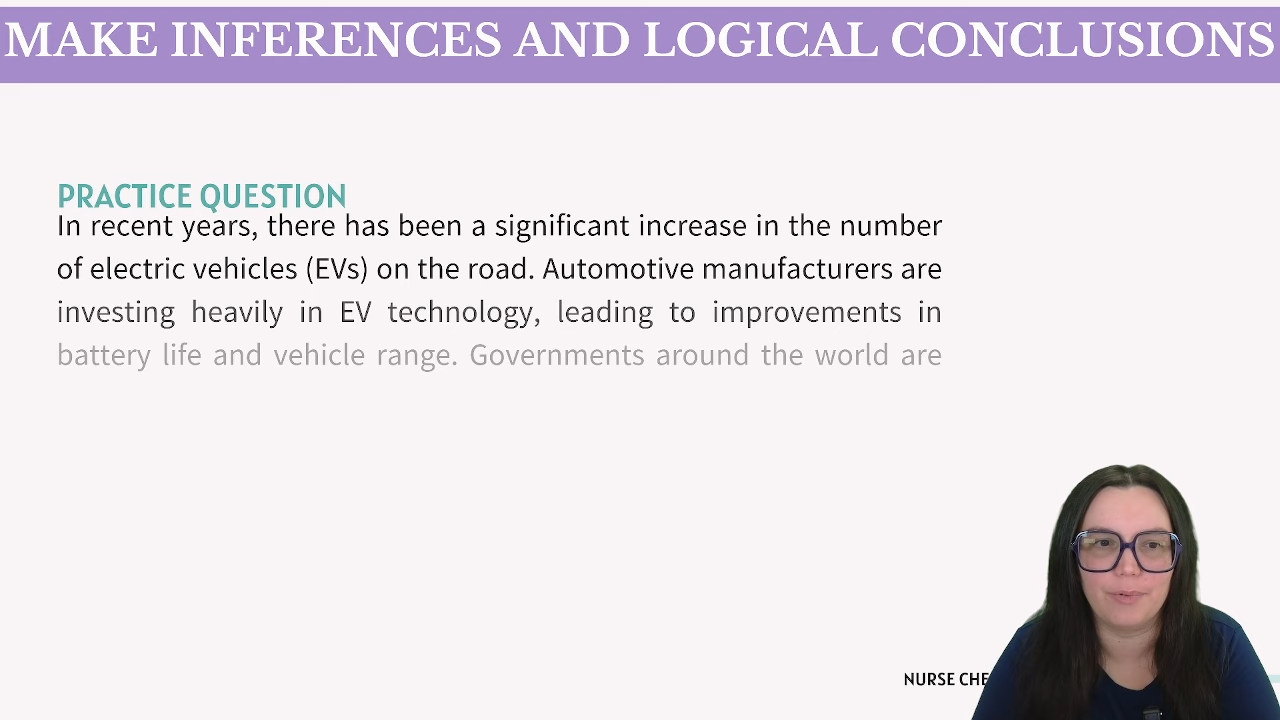 MAKE INFERENCES AND LOGICAL CONCLUSIONS
PRACTICE QUESTION
In recent years, there has been a significant increase in the number
of electric vehicles (EVs) on the road. Automotive manufacturers are
investing heavily in EV technology, leading to improvements in
battery life and vehicle range. Governments around the world are
NURSE CHE